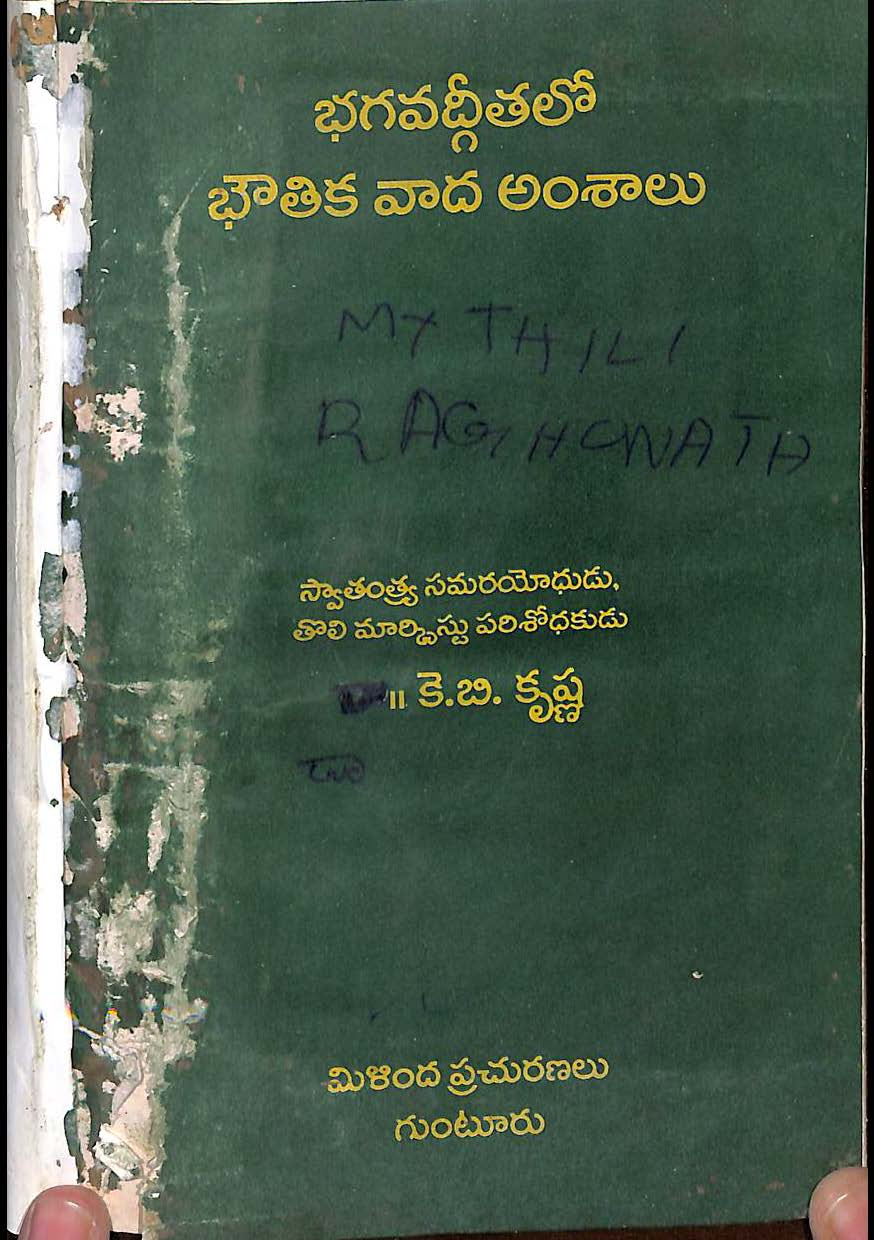 భగవద్గీతలో
భౌతిక వాద అంశాలు
MYTHILI
RAGHUNATH
స్వాతంత్ర్య సమరయోధుడు,
తొలి మార్క్సిస్టు పరిశోధకుడు
॥ కె.బి. కృష్ణ
డా
మిళింద ప్రచురణలు
గుంటూరు